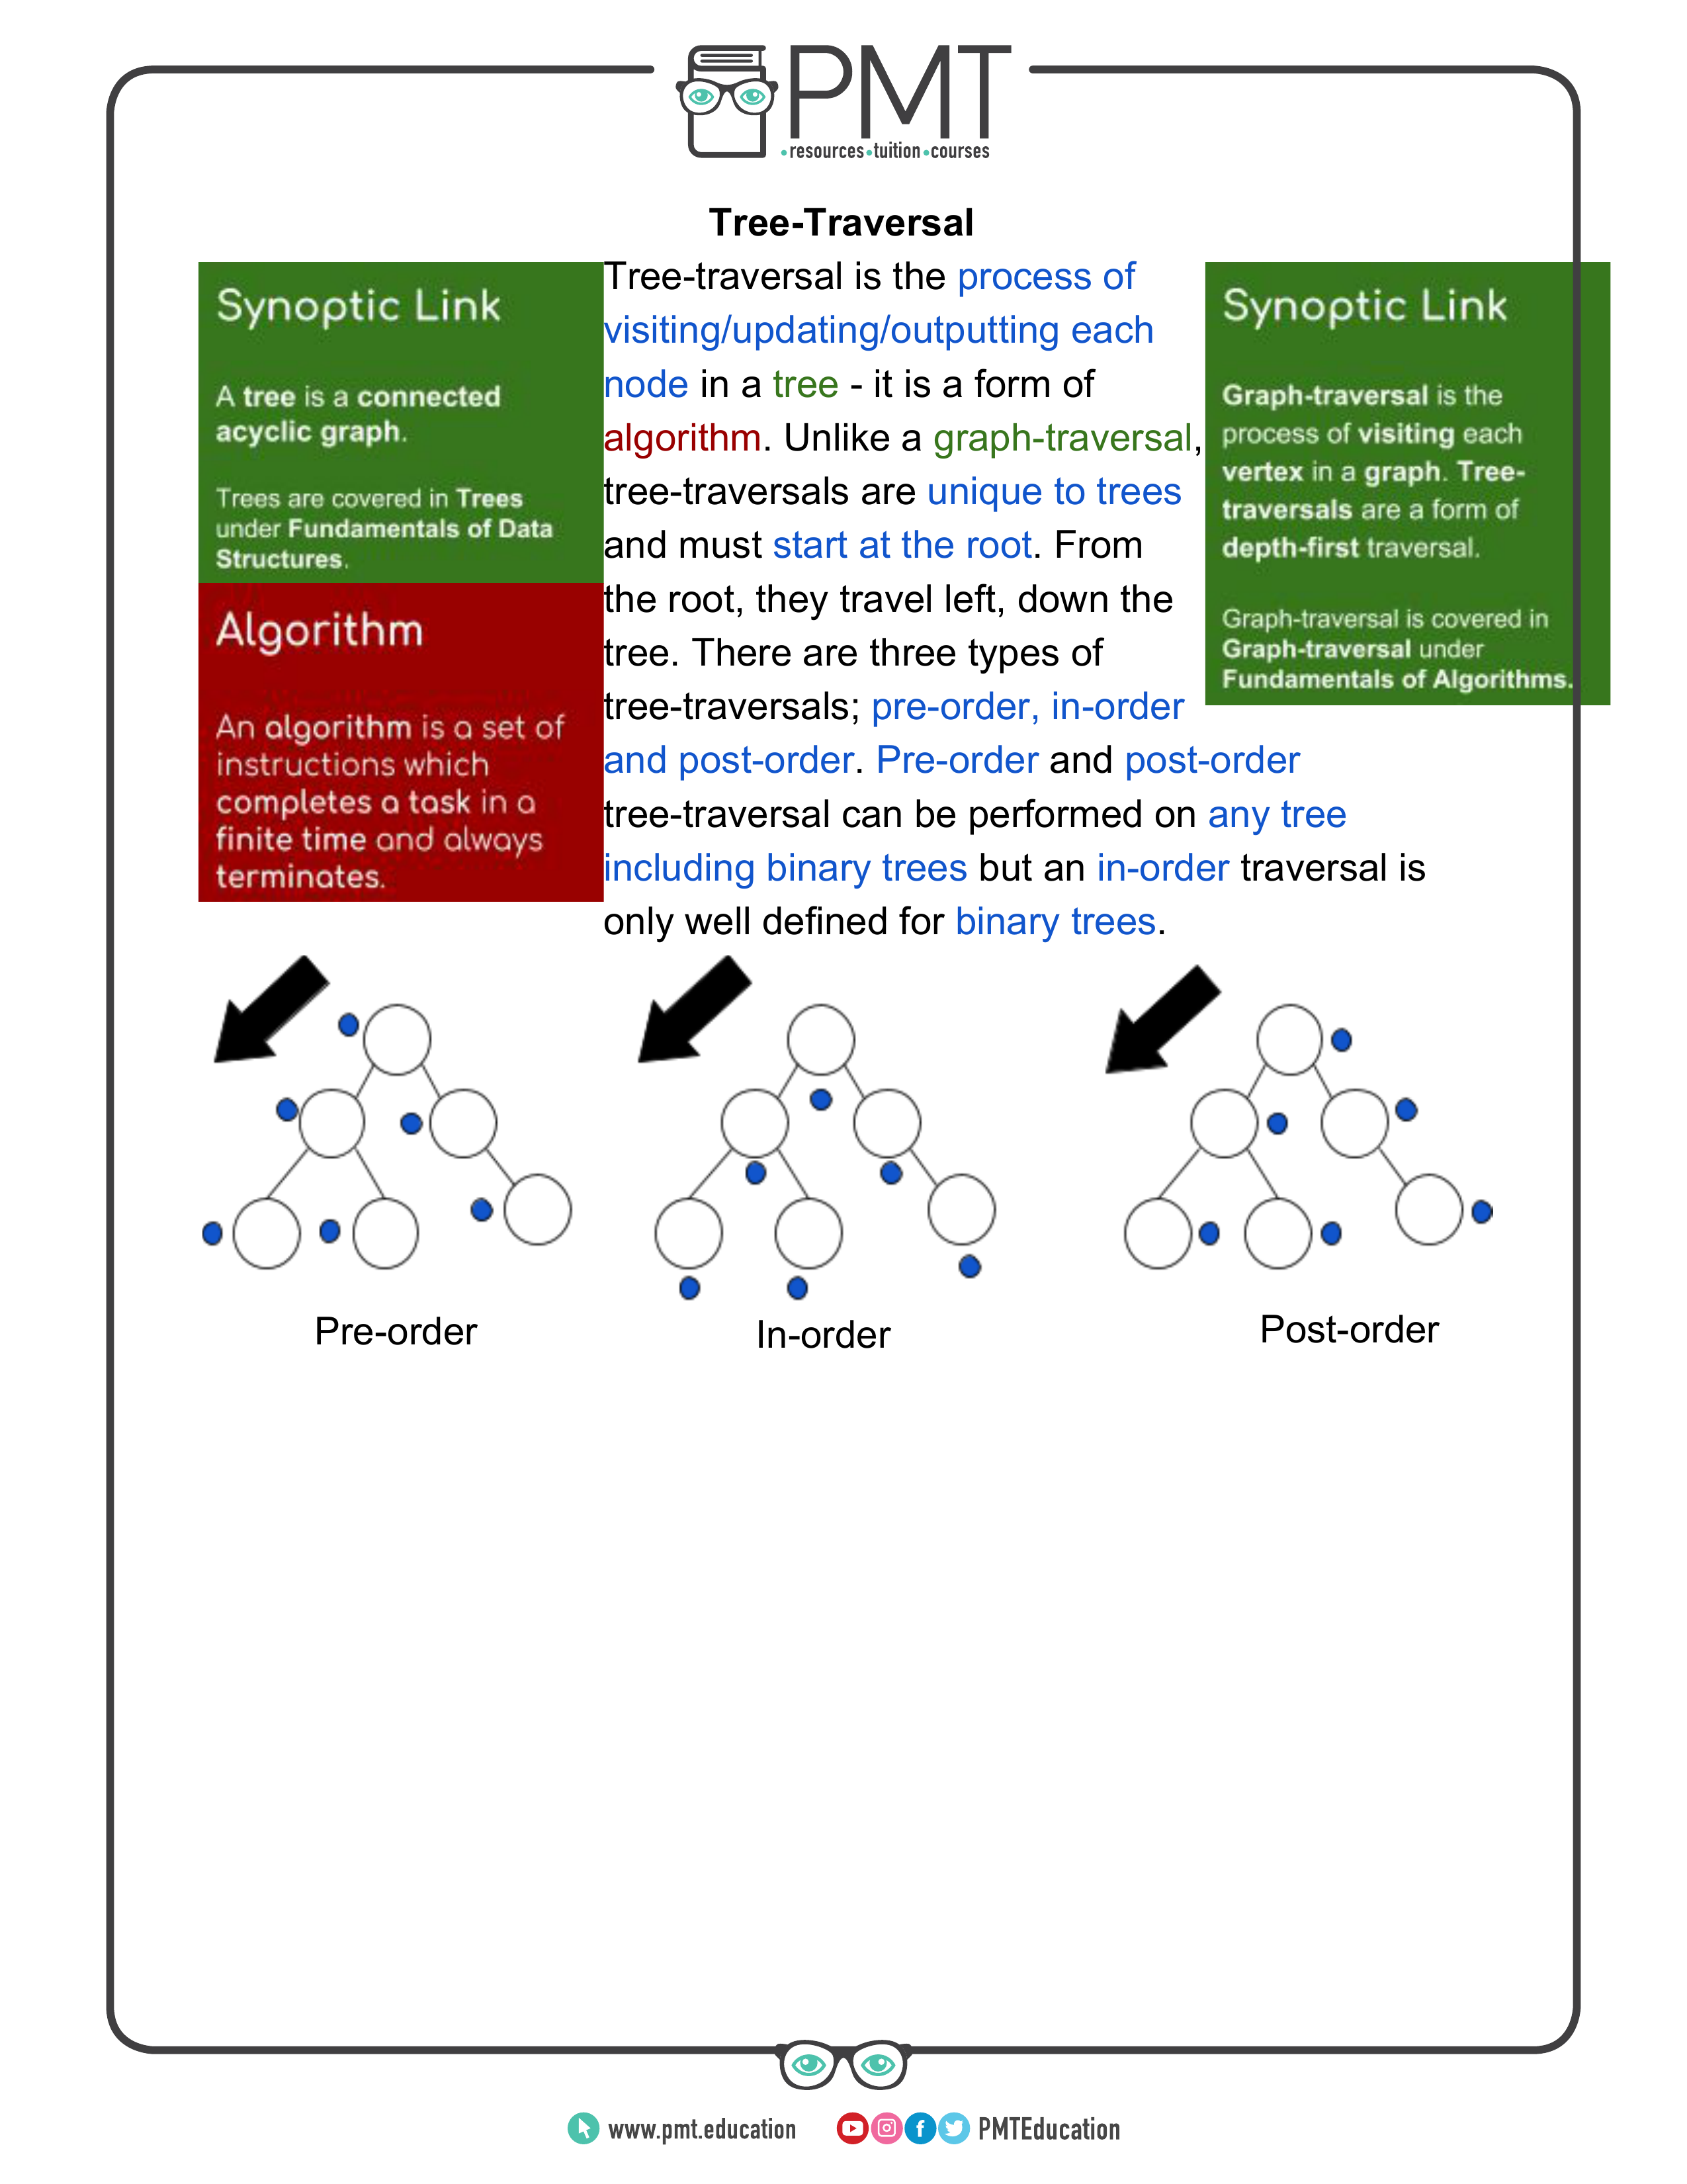 PMT
•resources•tuition•courses
Tree-Traversal
Synoptic Link
A tree is a connected
acyclic graph.
Trees are covered in Trees
under Fundamentals of Data
Structures.
Algorithm
An algorithm is a set of
instructions which
completes a task in a
finite time and always
terminates.
Tree-traversal is the process of
visiting/updating/outputting each
node in a tree - it is a form of
algorithm. Unlike a graph-traversal,
tree-traversals are unique to trees
and must start at the root. From
the root, they travel left, down the
tree. There are three types of
tree-traversals; pre-order, in-order
and post-order. Pre-order and post-order
tree-traversal can be performed on any tree
including binary trees but an in-order traversal is
only well defined for binary trees.
Synoptic Link
Graph-traversal is the
process of visiting each
vertex in a graph. Tree-
traversals are a form of
depth-first traversal.
Graph-traversal is covered in
Graph-traversal under
Fundamentals of Algorithms.
Pre-order
In-order
Post-order
www.pmt.education
PMTEducation